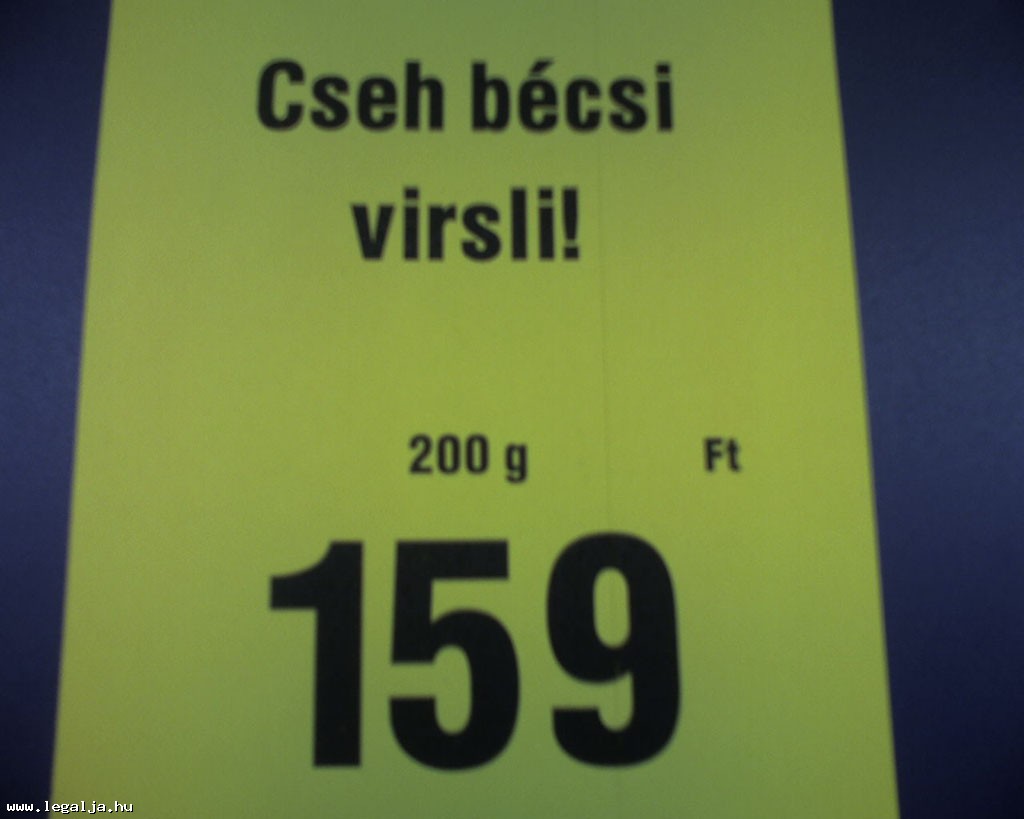 Cseh bécsi
virsli!
200 g Ft
159
www.legalja.hu